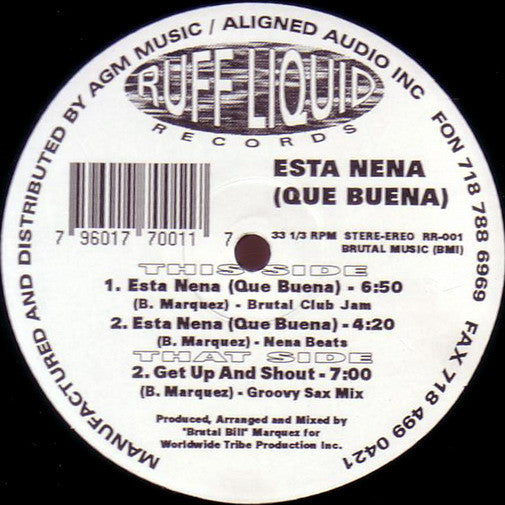 MANUFACTURED AND DISTRIBUTED BY AGM MUSIC / ALIGNED AUDIO INC
FON 718 788 6969 FAX 718 499 0421
RUFF LIQUID
RECORDS
ESTA NENA
(QUE BUENA)
7 96017 70011 7
33 1/3 RPM STERE-EREO RR-001
BRUTAL MUSIC (BMI)
THIS SIDE
1. Esta Nena (Que Buena) - 6:50
(B. Marquez) - Brutal Club Jam
2. Esta Nena (Que Buena) - 4:20
(B. Marquez) - Nena Beats
THAT SIDE
2. Get Up And Shout - 7:00
(B. Marquez) - Groovy Sax Mix
Produced, Arranged and Mixed by
"Brutal Bill" Marquez for
Worldwide Tribe Production Inc.